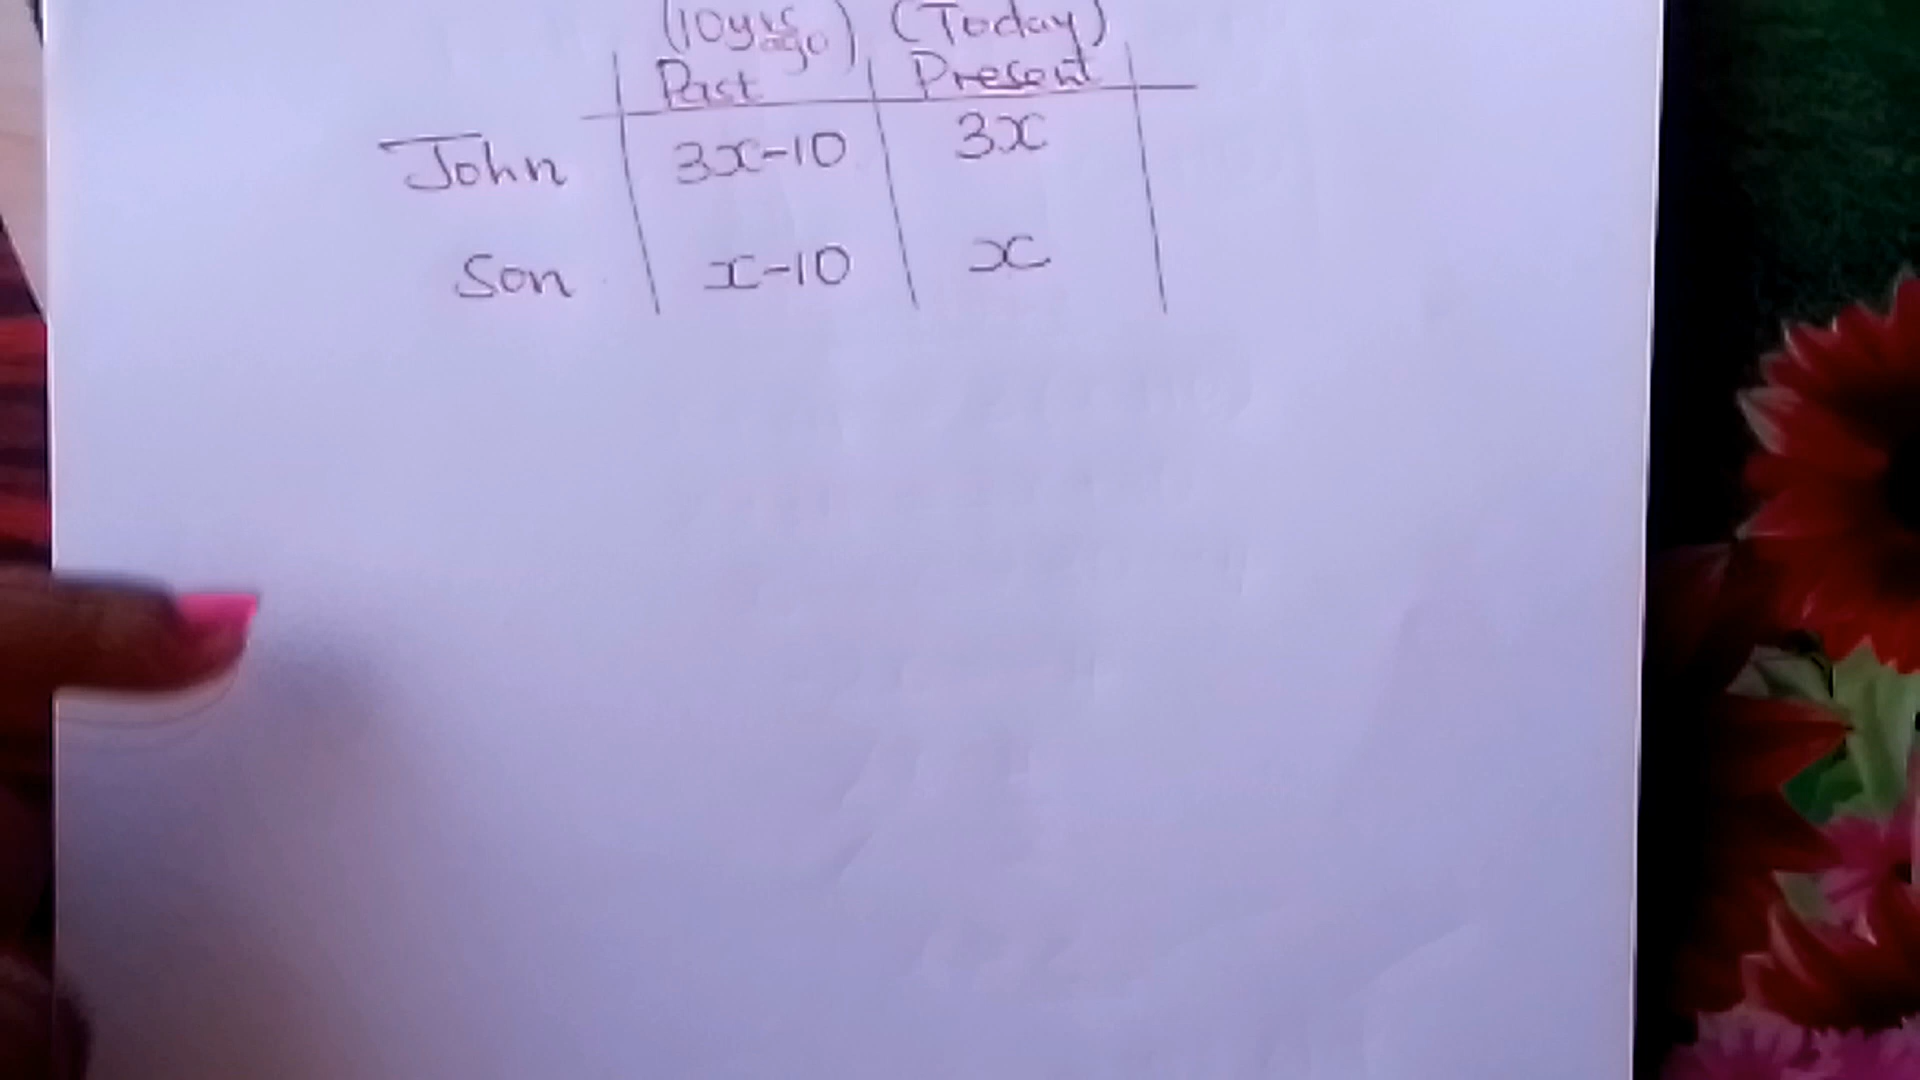 (10yrs ago) (Today)
Past Present
John 3x-10 3x
Son x-10 x